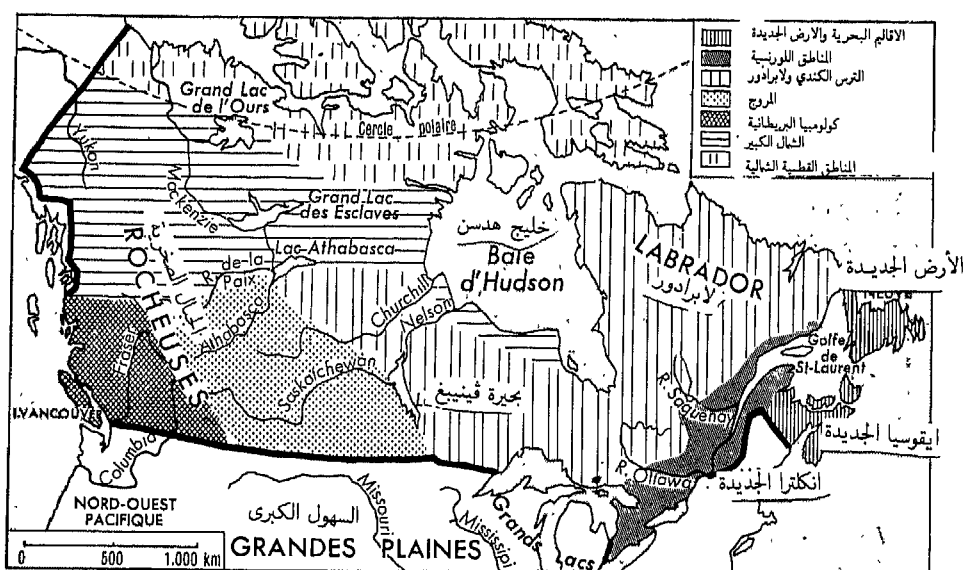 الاقاليم البحرية والارض الجديدة
المناطق اللورنسية
الترس الكندي ولابرادور
المروج
كولومبيا البريطانية
الشمال الكبير
المناطق القطبية الشمالية
Grand Lac
de l'Ours
Cercle polaire
Yukon
Mackenzie
Grand Lac
des Esclaves
خليج هدسن
Baie
d'Hudson
LABRADOR
لابرادور
الأرض الجديدة
Lac Athabasca
R. de-la
Paix
ROCHEUSES
Athabasca
Churchill
Nelson
Golfe
de
St-Laurent
Fraser
Saskatchewan
بحيرة ڤينيبيغ
R. Saguenay
I.VANCOUVER
ايقوسيا الجديدة
Columbia
R. Ottawa
انكلترا الجديدة
NORD-OUEST
PACIFIQUE
السهول الكبرى
Missouri
Mississipi
Grands
Lacs
GRANDES PLAINES
0 500 1.000 km